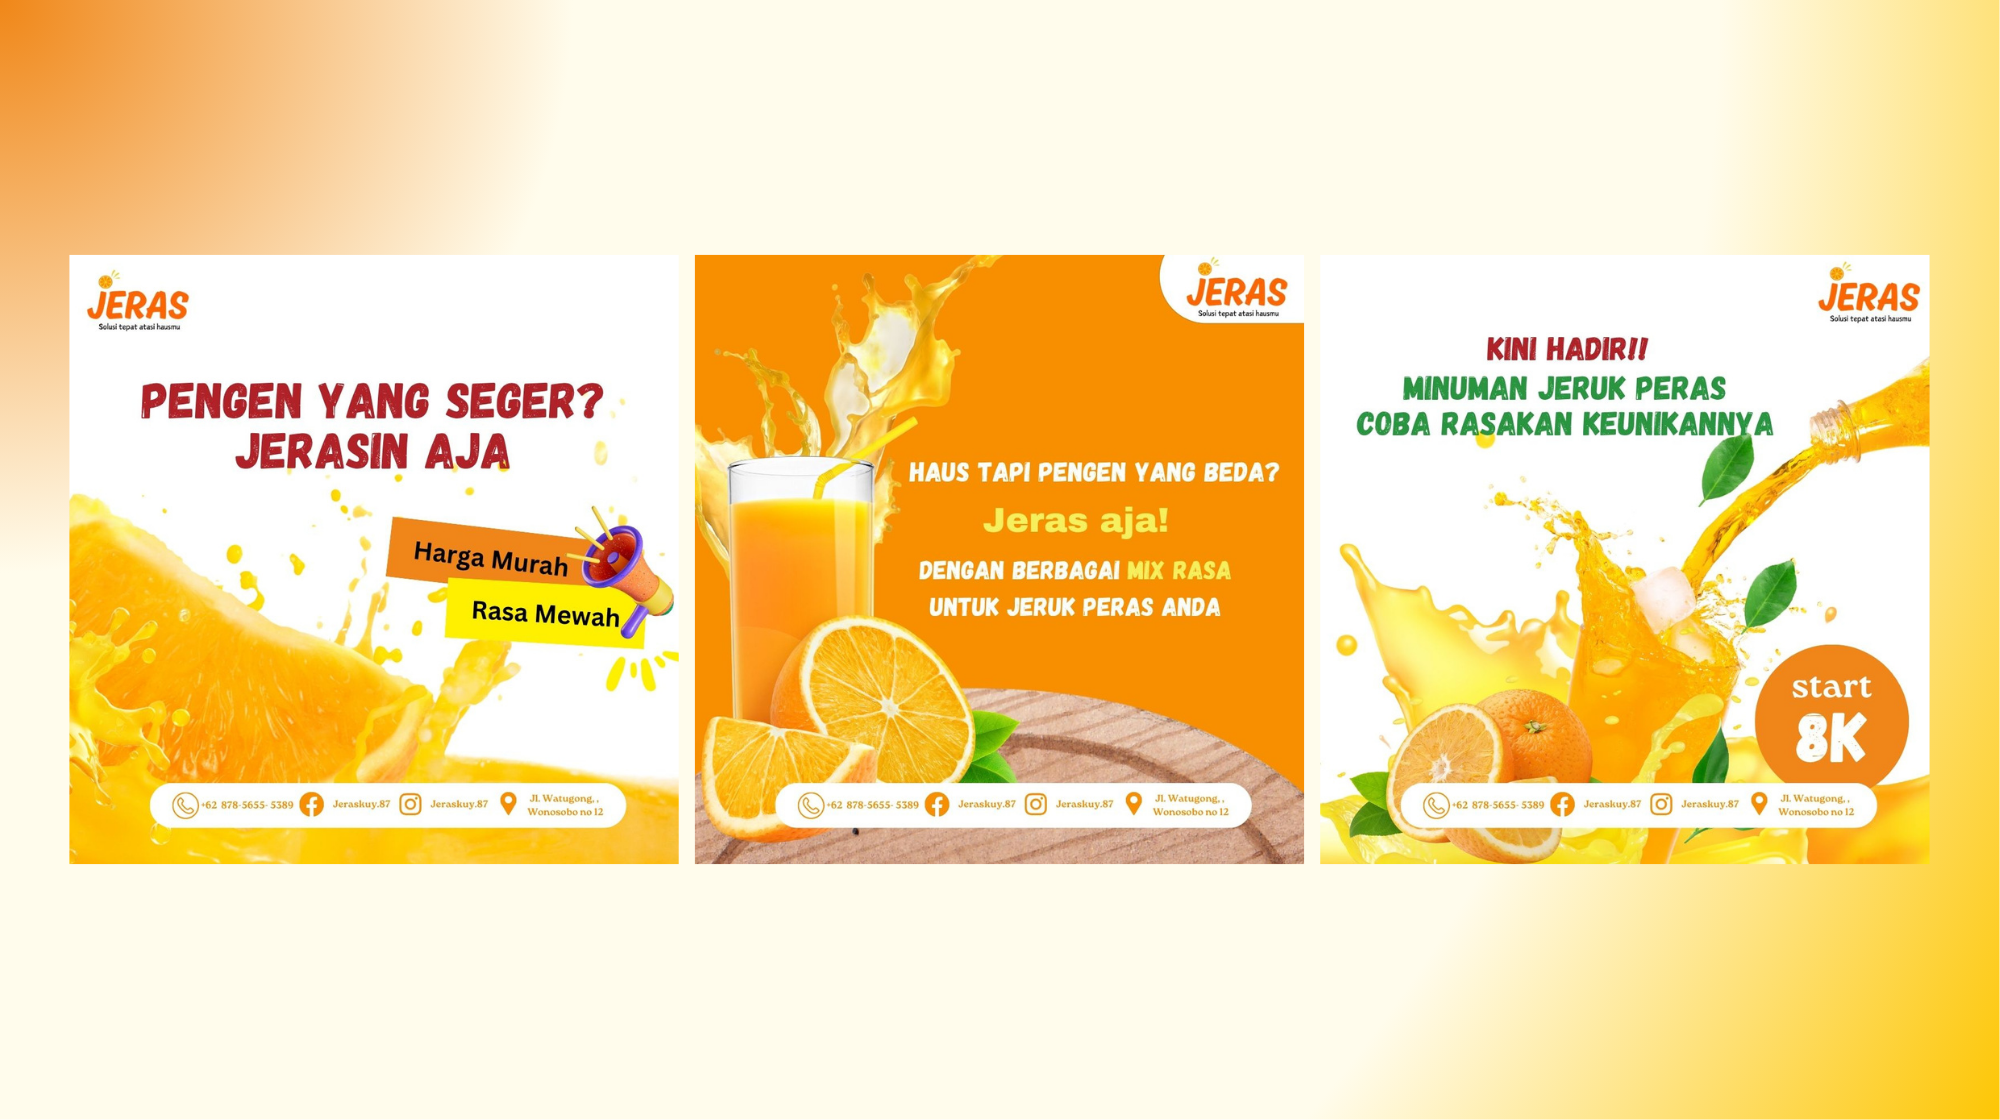 JERAS
Solusi tepat atasi hausmu
PENGEN YANG SEGER?
JERASIN AJA
Harga Murah
Rasa Mewah
+62 878-5655- 5389
Jeraskuy.87
Jeraskuy.87
Jl. Watugong, ,
Wonosobo no 12
JERAS
Solusi tepat atasi hausmu
HAUS TAPI PENGEN YANG BEDA?
Jeras aja!
DENGAN BERBAGAI MIX RASA
UNTUK JERUK PERAS ANDA
+62 878-5655- 5389
Jeraskuy.87
Jeraskuy.87
Jl. Watugong, ,
Wonosobo no 12
JERAS
Solusi tepat atasi hausmu
KINI HADIR!!
MINUMAN JERUK PERAS
COBA RASAKAN KEUNIKANNYA
start
8K
+62 878-5655- 5389
Jeraskuy.87
Jeraskuy.87
Jl. Watugong, ,
Wonosobo no 12